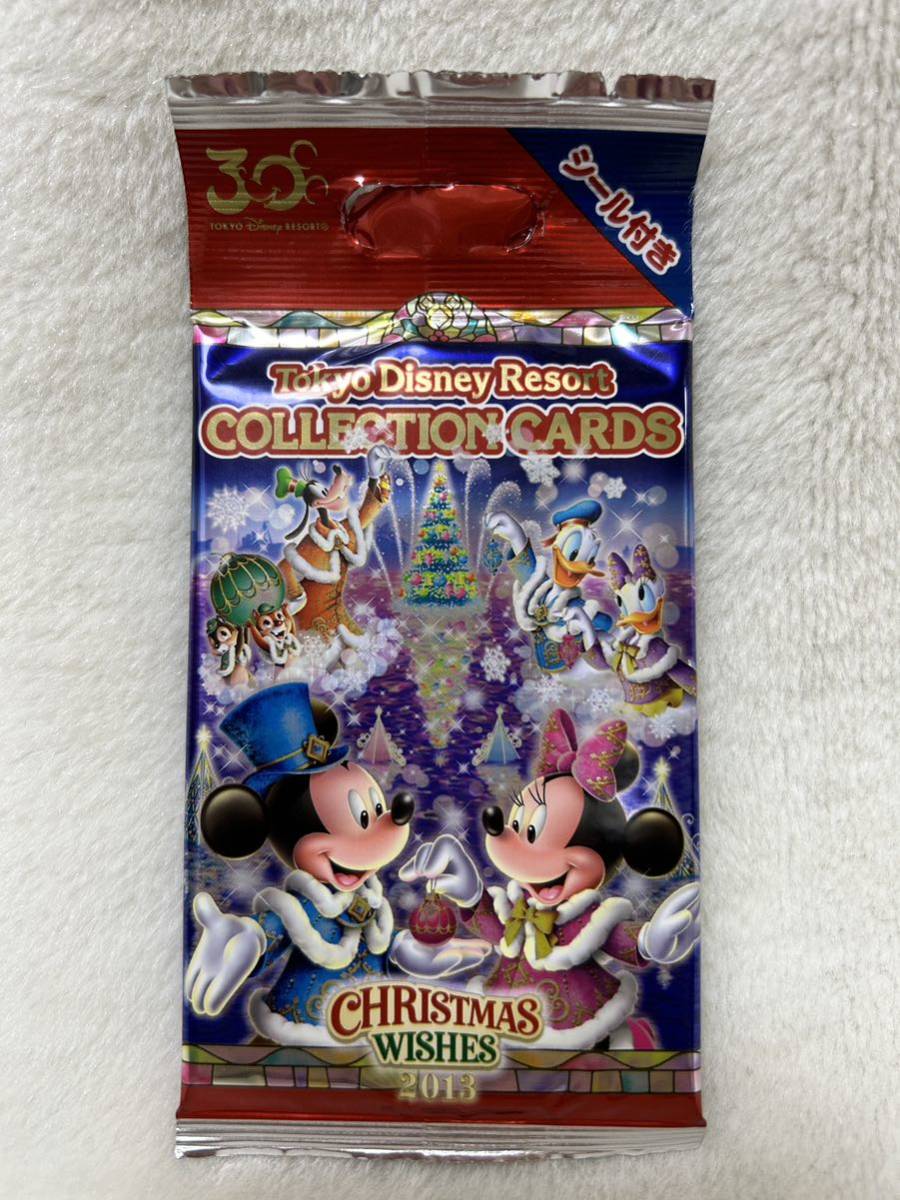 30
TOKYO Disney RESORT®
シール付き
Tokyo Disney Resort
COLLECTION CARDS
CHRISTMAS
WISHES
2013